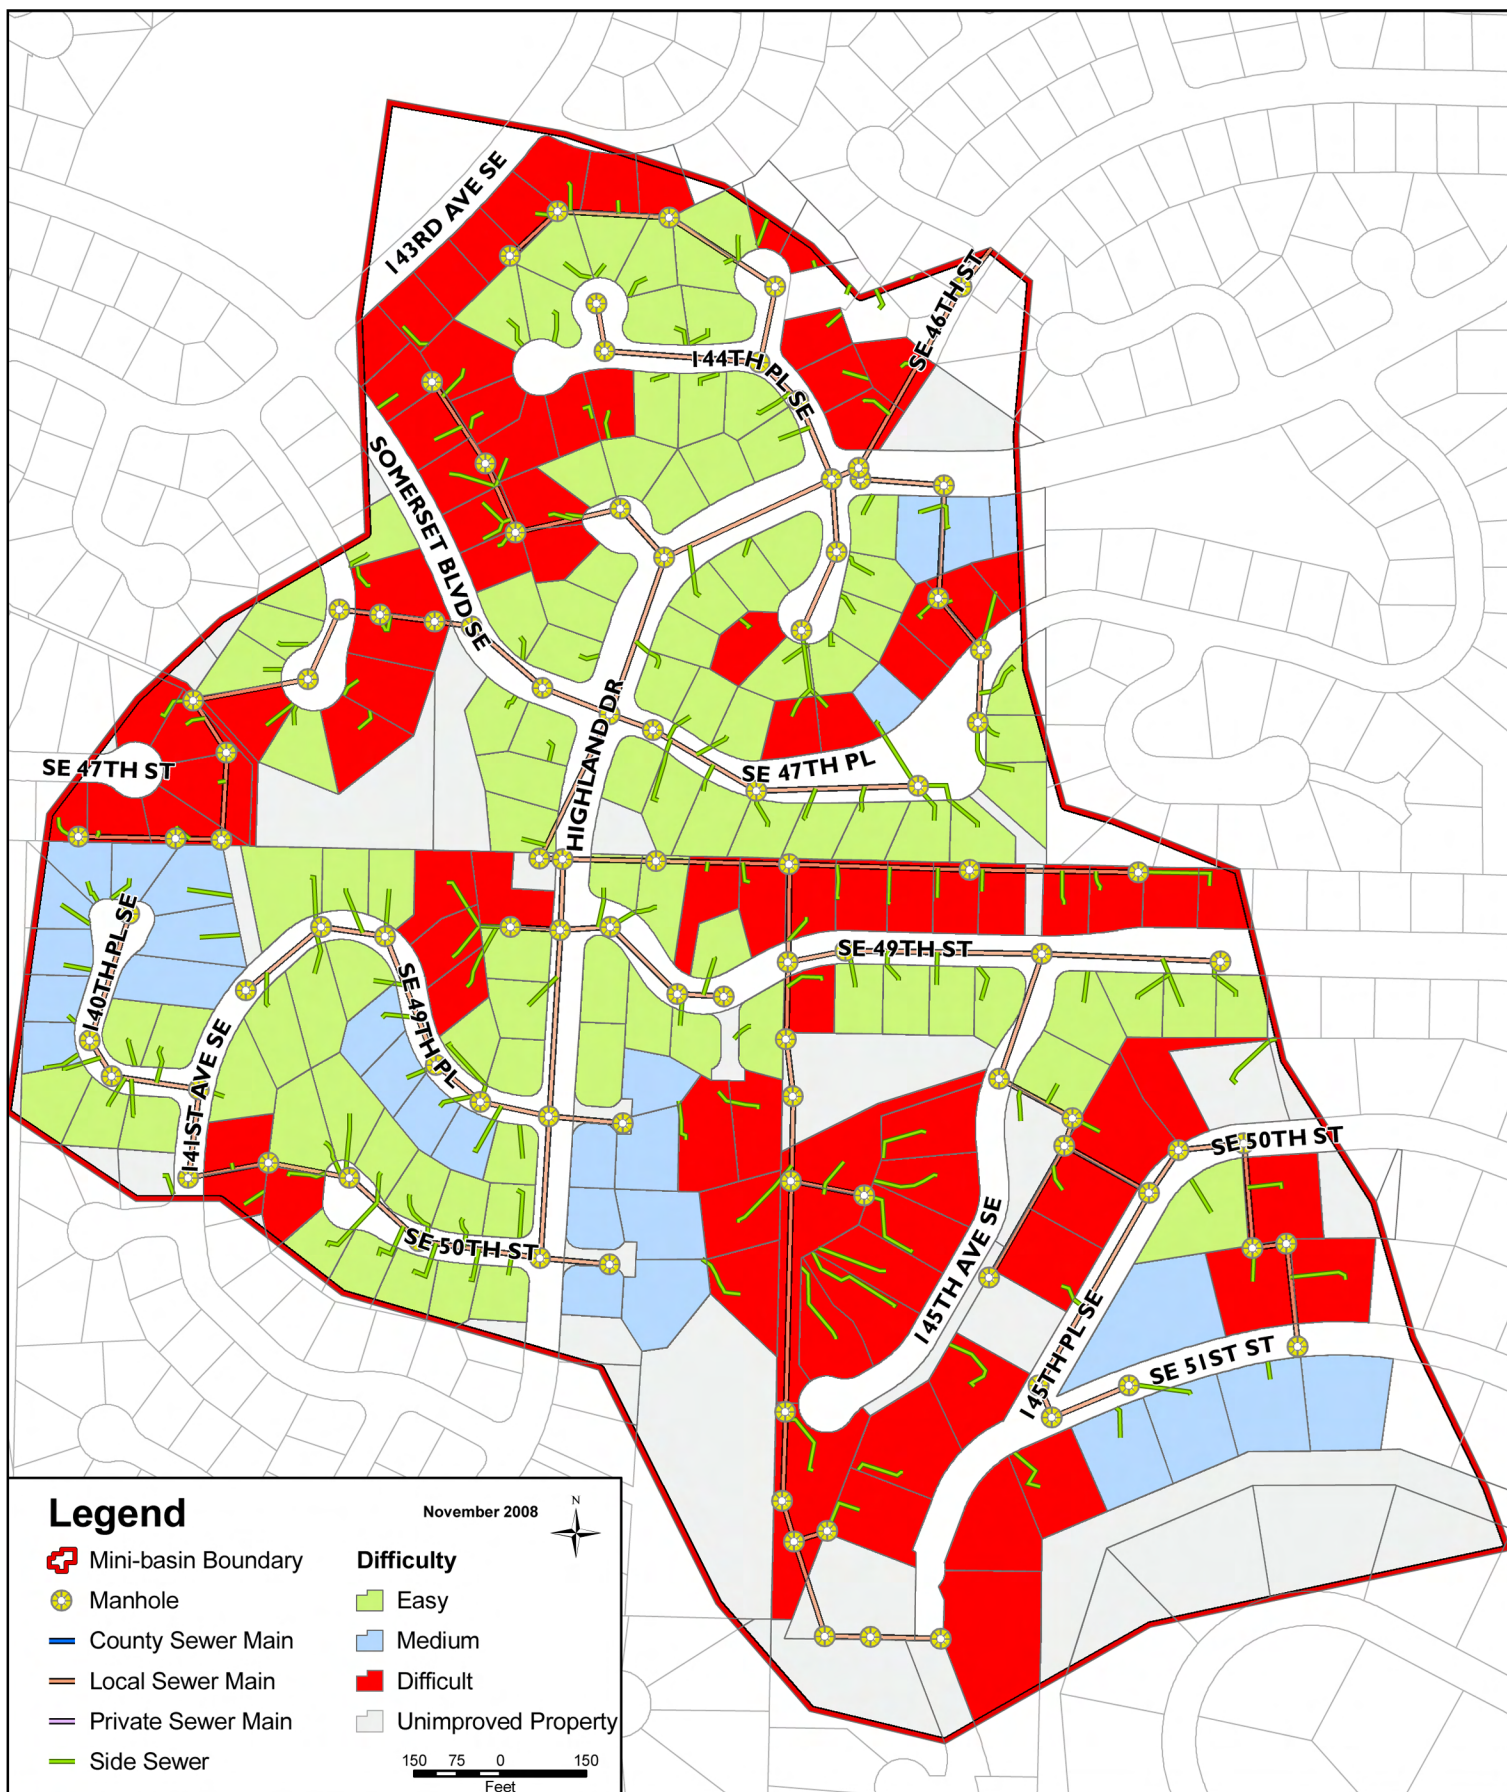 143RD AVE SE
SE 46TH ST
144TH PL SE
SOMERSET BLVD SE
HIGHLAND DR
SE 47TH ST
SE 47TH PL
140TH PL SE
SE 49TH ST
SE 49TH PL
141ST AVE SE
SE 50TH ST
SE 50TH ST
145TH AVE SE
145TH PL SE
SE 51ST ST
Legend
November 2008
N
Mini-basin Boundary
Manhole
County Sewer Main
Local Sewer Main
Private Sewer Main
Side Sewer
Difficulty
Easy
Medium
Difficult
Unimproved Property
150 75 0 150
Feet